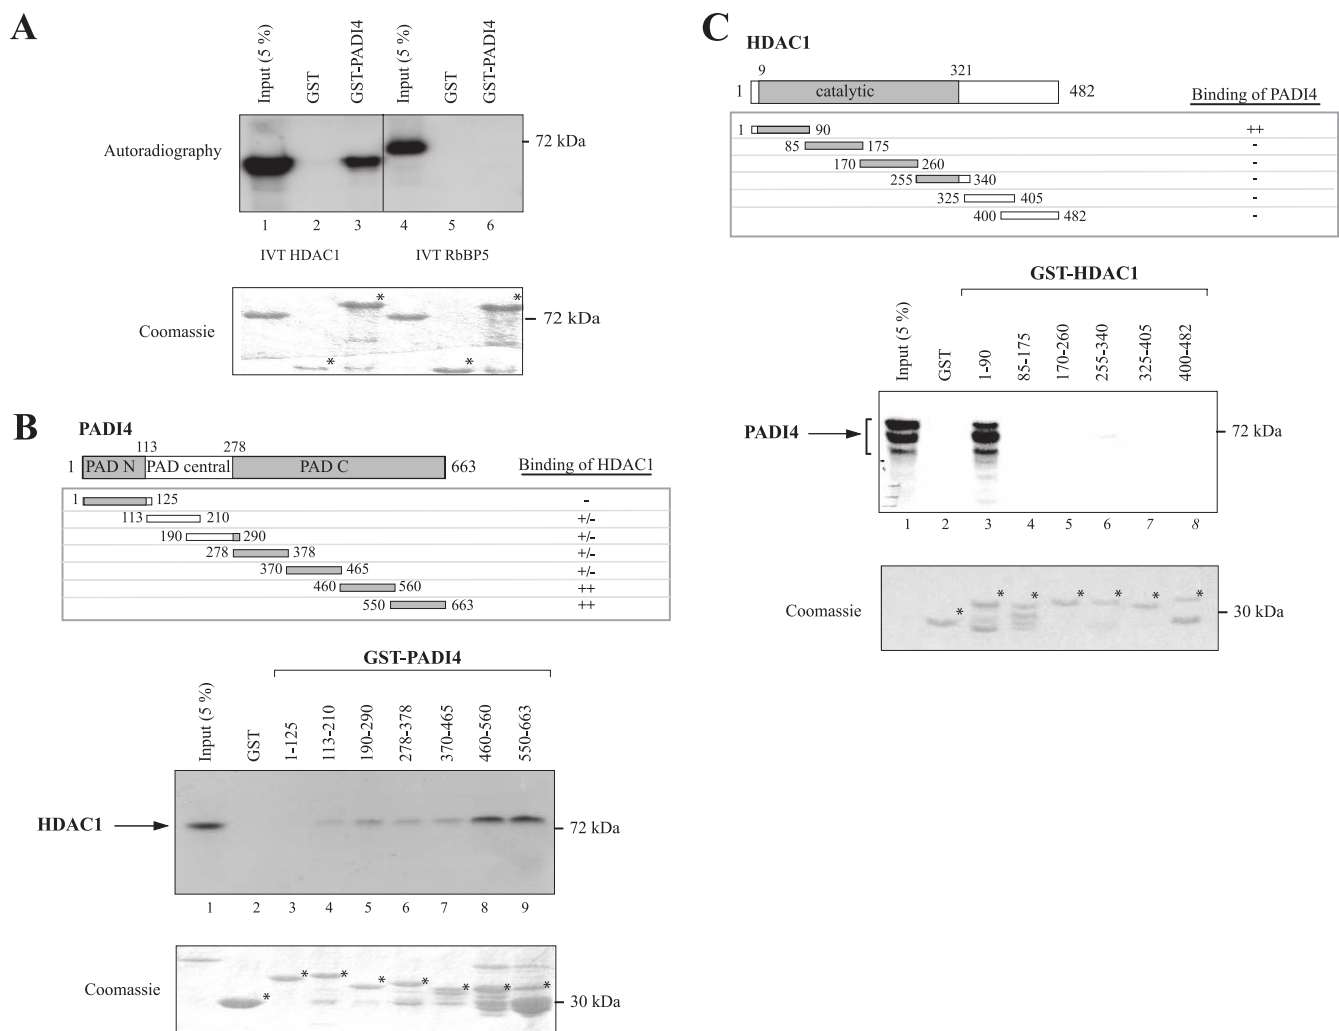 A
Input (5 %)
GST
GST-PADI4
Input (5 %)
GST
GST-PADI4
Autoradiography
72 kDa
1 2 3 4 5 6
IVT HDAC1 IVT RbBP5
Coomassie
* * * *
72 kDa
B
PADI4
113 278
1 PAD N PAD central PAD C 663
Binding of HDAC1
1 125 -
113 210 +/-
190 290 +/-
278 378 +/-
370 465 +/-
460 560 ++
550 663 ++
GST-PADI4
Input (5 %)
GST
1-125
113-210
190-290
278-378
370-465
460-560
550-663
HDAC1
72 kDa
1 2 3 4 5 6 7 8 9
Coomassie
* * * * * * * *
30 kDa
C
HDAC1
9 321
1 catalytic 482
Binding of PADI4
1 90 ++
85 175 -
170 260 -
255 340 -
325 405 -
400 482 -
GST-HDAC1
Input (5 %)
GST
1-90
85-175
170-260
255-340
325-405
400-482
PADI4
72 kDa
1 2 3 4 5 6 7 8
Coomassie
* * * * * * *
30 kDa